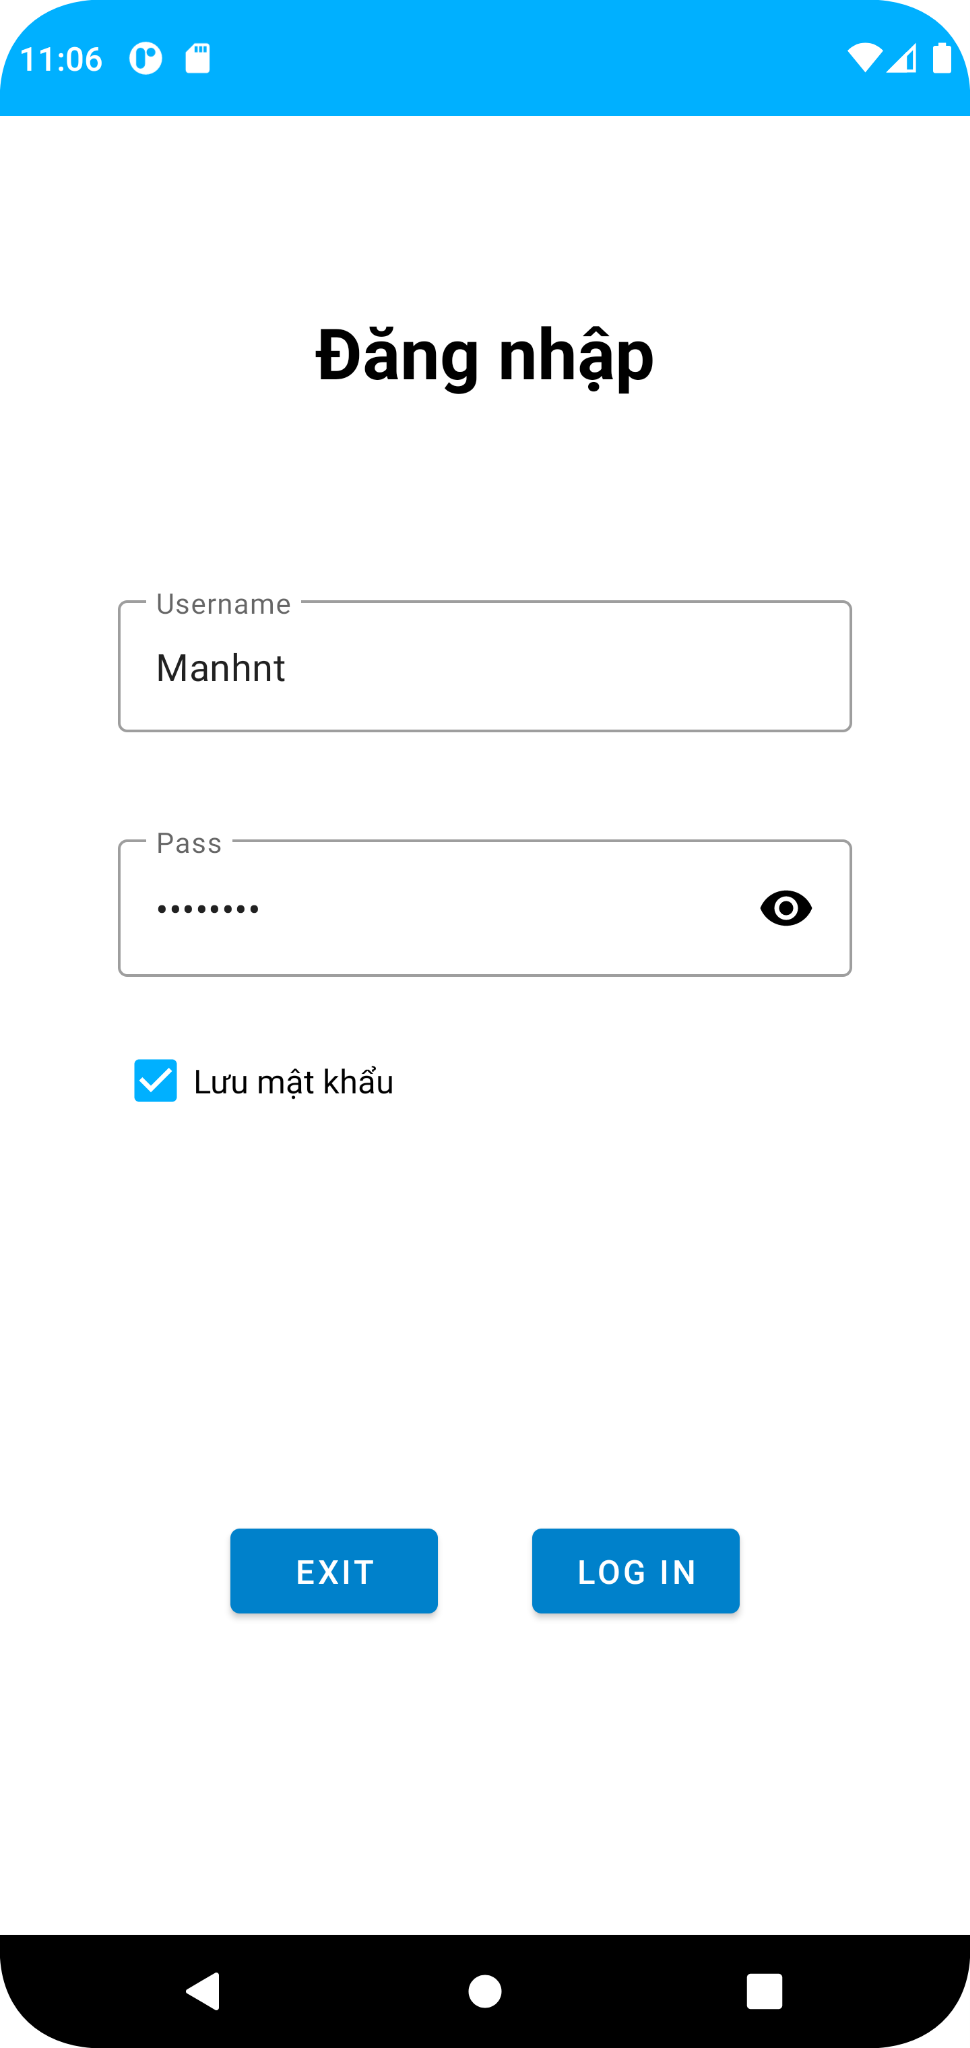 11:06
Đăng nhập
Username
Manhnt
Pass
••••••••
Lưu mật khẩu
EXIT LOG IN